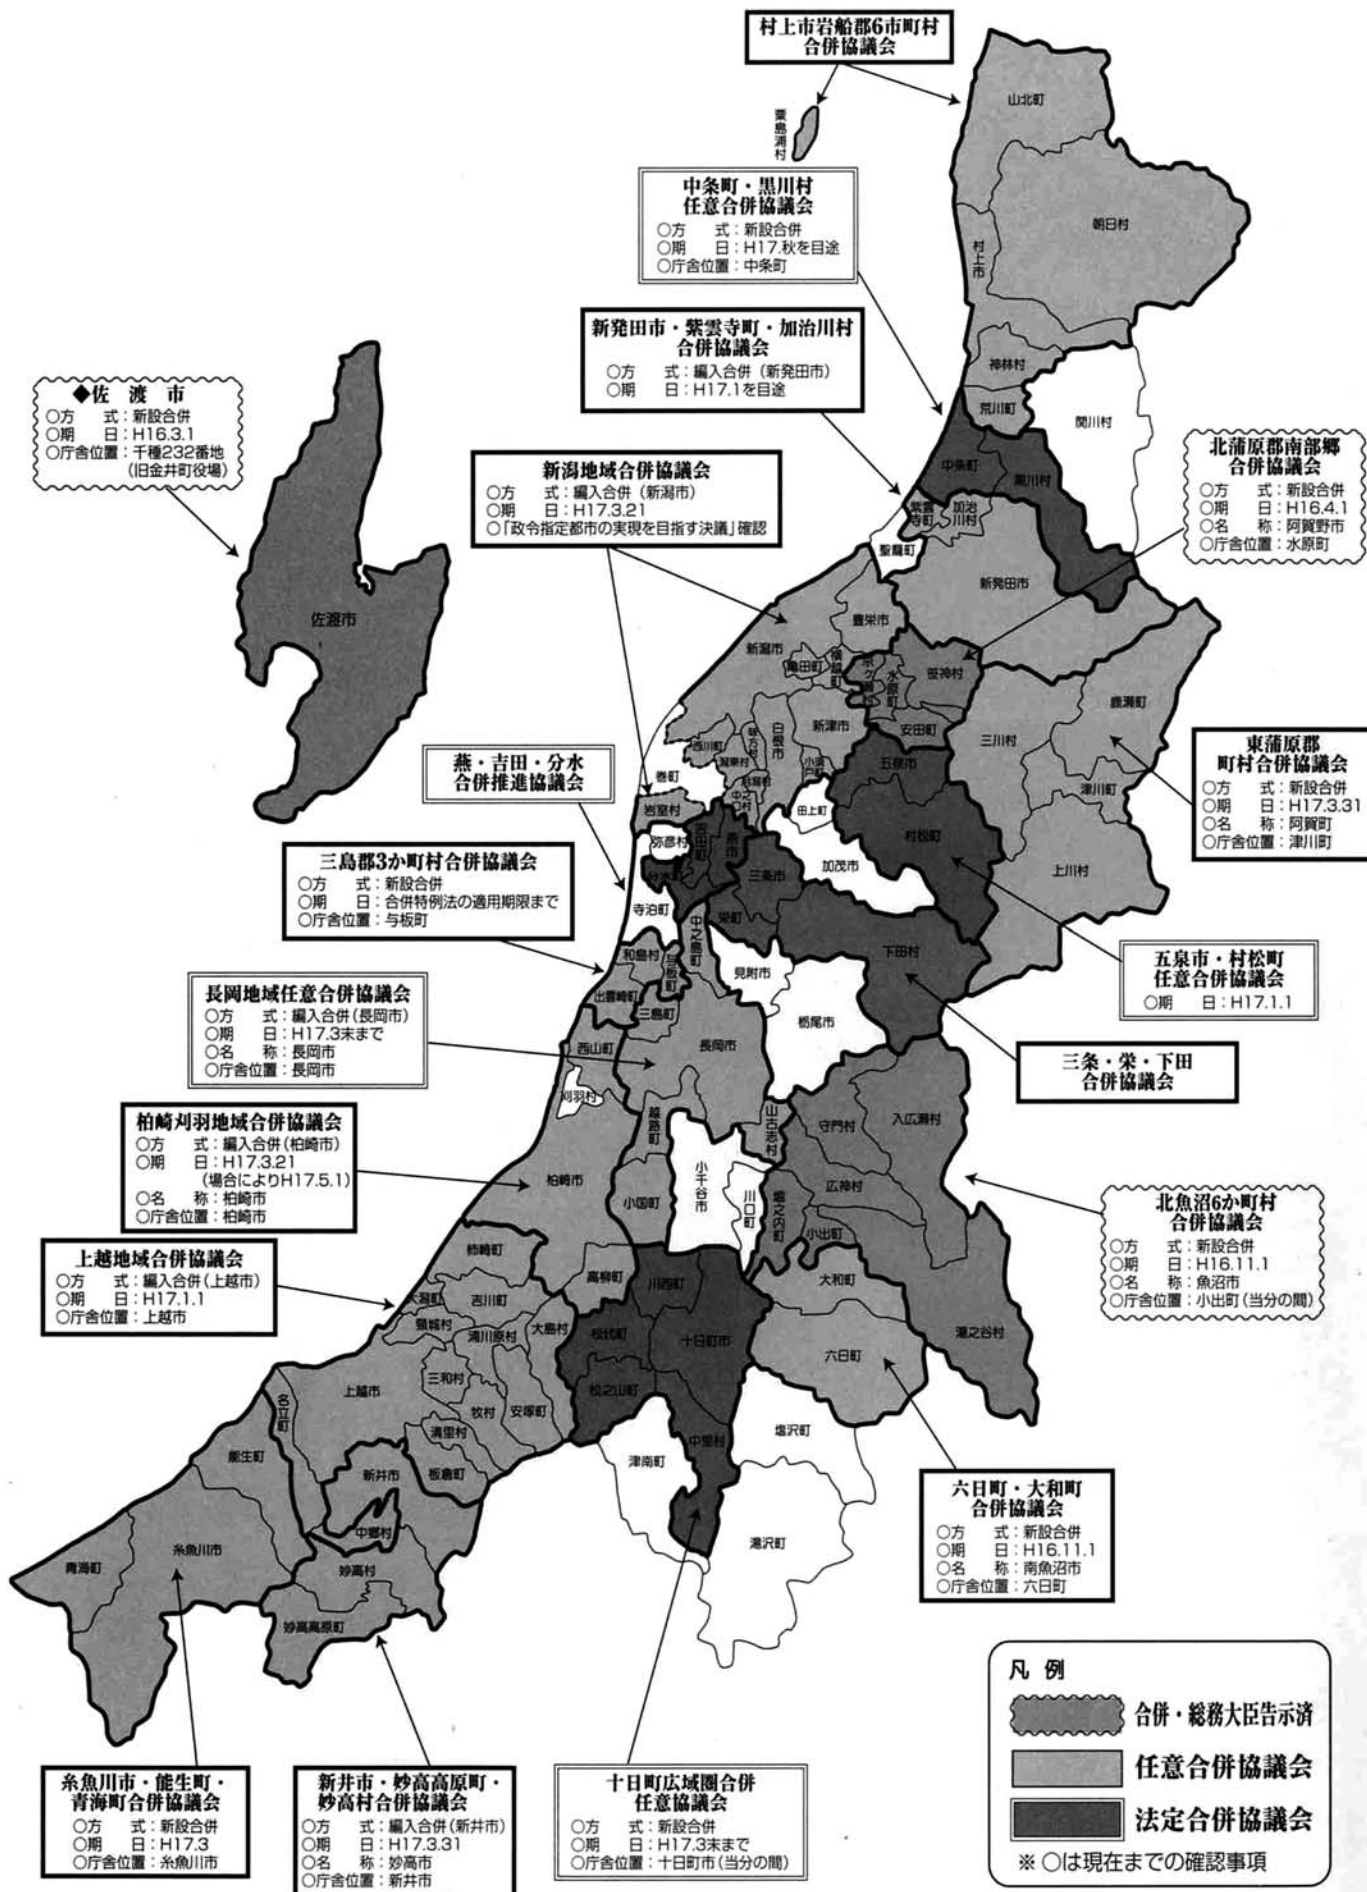 村上市岩船郡6市町村
合併協議会
山北町
粟島浦村
朝日村
村上市
中条町・黒川村
任意合併協議会
○方　式：新設合併
○期　日：H17.秋を目途
○庁舎位置：中条町
新発田市・紫雲寺町・加治川村
合併協議会
○方　式：編入合併（新発田市）
○期　日：H17.1を目途
神林村
荒川町
関川村
◆佐　渡　市
○方　式：新設合併
○期　日：H16.3.1
○庁舎位置：千種232番地
（旧金井町役場）
佐渡市
新潟地域合併協議会
○方　式：編入合併（新潟市）
○期　日：H17.3.21
○「政令指定都市の実現を目指す決議」確認
北蒲原郡南部郷
合併協議会
○方　式：新設合併
○期　日：H16.4.1
○名　称：阿賀野市
○庁舎位置：水原町
中条町
黒川村
紫雲寺町
加治川村
聖籠町
新発田市
豊栄市
新潟市
亀田町
横越町
京ヶ瀬村
水原町
笹神村
安田町
鹿瀬町
三川村
津川町
上川村
東蒲原郡
町村合併協議会
○方　式：新設合併
○期　日：H17.3.31
○名　称：阿賀町
○庁舎位置：津川町
西川町
味方村
白根市
新津市
潟東村
月潟村
小須戸町
中之口村
五泉市
村松町
田上町
加茂市
燕・吉田・分水
合併推進協議会
巻町
岩室村
弥彦村
吉田町
燕市
分水町
三条市
栄町
下田村
寺泊町
中之島町
見附市
栃尾市
三島郡3か町村合併協議会
○方　式：新設合併
○期　日：合併特例法の適用期限まで
○庁舎位置：与板町
和島村
与板町
出雲崎町
三島町
五泉市・村松町
任意合併協議会
○期　日：H17.1.1
長岡地域任意合併協議会
○方　式：編入合併（長岡市）
○期　日：H17.3末まで
○名　称：長岡市
○庁舎位置：長岡市
長岡市
西山町
刈羽村
三条・栄・下田
合併協議会
越路町
山古志村
守門村
入広瀬村
柏崎刈羽地域合併協議会
○方　式：編入合併（柏崎市）
○期　日：H17.3.21
（場合によりH17.5.1）
○名　称：柏崎市
○庁舎位置：柏崎市
柏崎市
小国町
小千谷市
川口町
堀之内町
広神村
小出町
北魚沼6か町村
合併協議会
○方　式：新設合併
○期　日：H16.11.1
○名　称：魚沼市
○庁舎位置：小出町（当分の間）
上越地域合併協議会
○方　式：編入合併（上越市）
○期　日：H17.1.1
○庁舎位置：上越市
柿崎町
高柳町
川西町
大和町
大潟町
吉川町
頸城村
浦川原村
大島村
松代町
十日町市
六日町
湯之谷村
三和村
上越市
名立町
牧村
安塚町
松之山町
清里村
板倉町
中里村
塩沢町
津南町
湯沢町
能生町
新井市
中郷村
糸魚川市
青海町
妙高村
妙高高原町
六日町・大和町
合併協議会
○方　式：新設合併
○期　日：H16.11.1
○名　称：南魚沼市
○庁舎位置：六日町
糸魚川市・能生町・
青海町合併協議会
○方　式：新設合併
○期　日：H17.3
○庁舎位置：糸魚川市
新井市・妙高高原町・
妙高村合併協議会
○方　式：編入合併（新井市）
○期　日：H17.3.31
○名　称：妙高市
○庁舎位置：新井市
十日町広域圏合併
任意協議会
○方　式：新設合併
○期　日：H17.3末まで
○庁舎位置：十日町市（当分の間）
凡 例
合併・総務大臣告示済
任意合併協議会
法定合併協議会
※ ○は現在までの確認事項